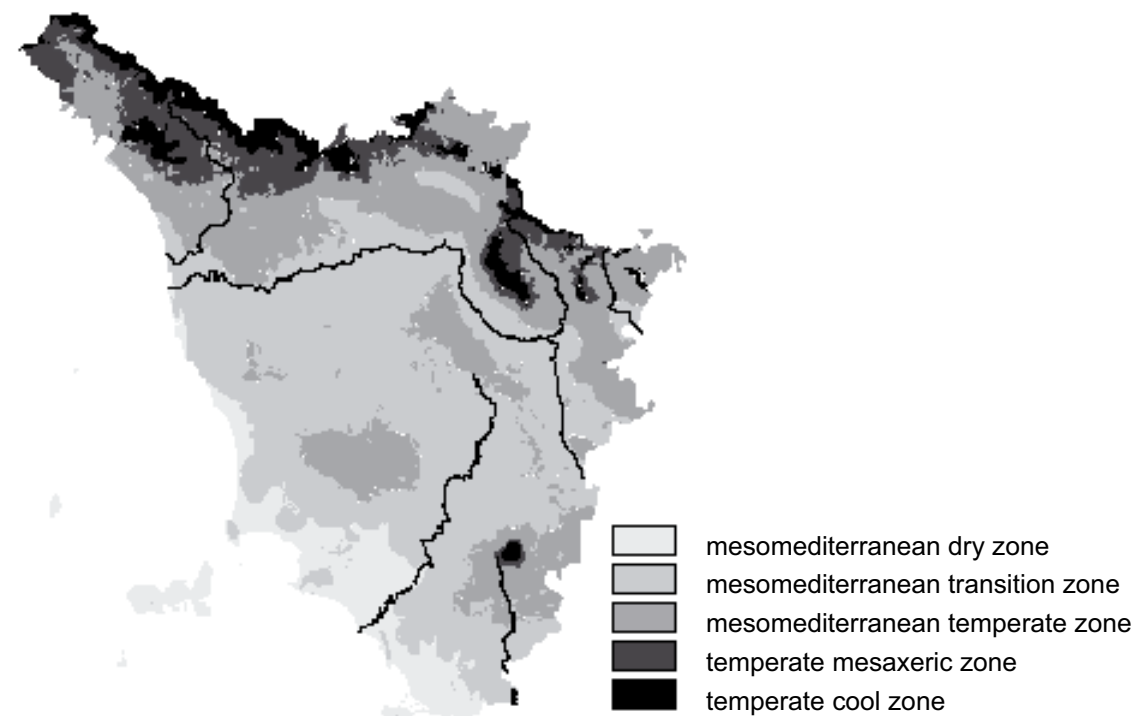 mesomediterranean dry zone
mesomediterranean transition zone
mesomediterranean temperate zone
temperate mesaxeric zone
temperate cool zone